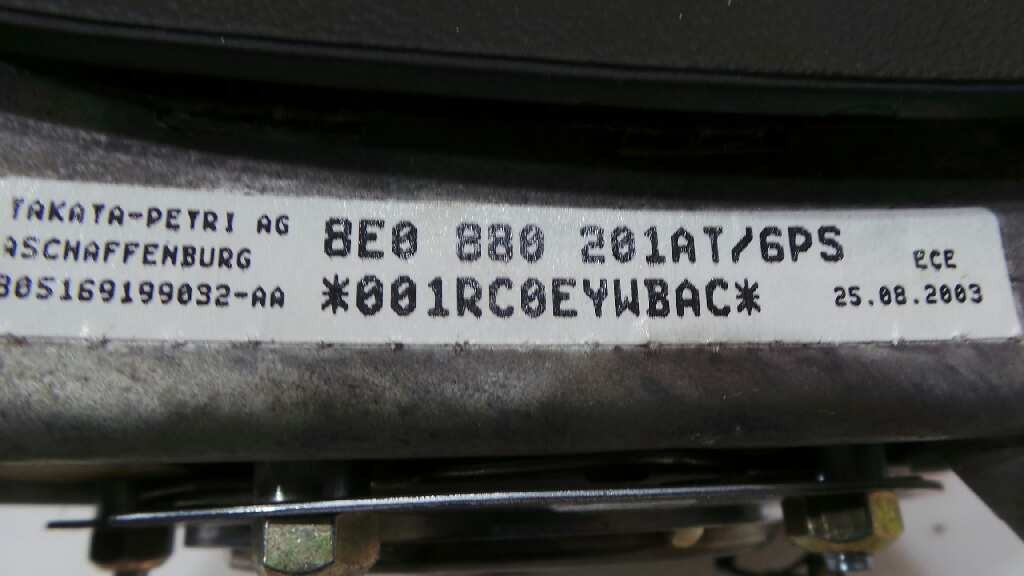 TAKATA-PETRI AG
ASCHAFFENBURG
305169199032-AA
8E0 880 201AT/6PS
*001RC0EYWBAC*
ECE
25.08.2003